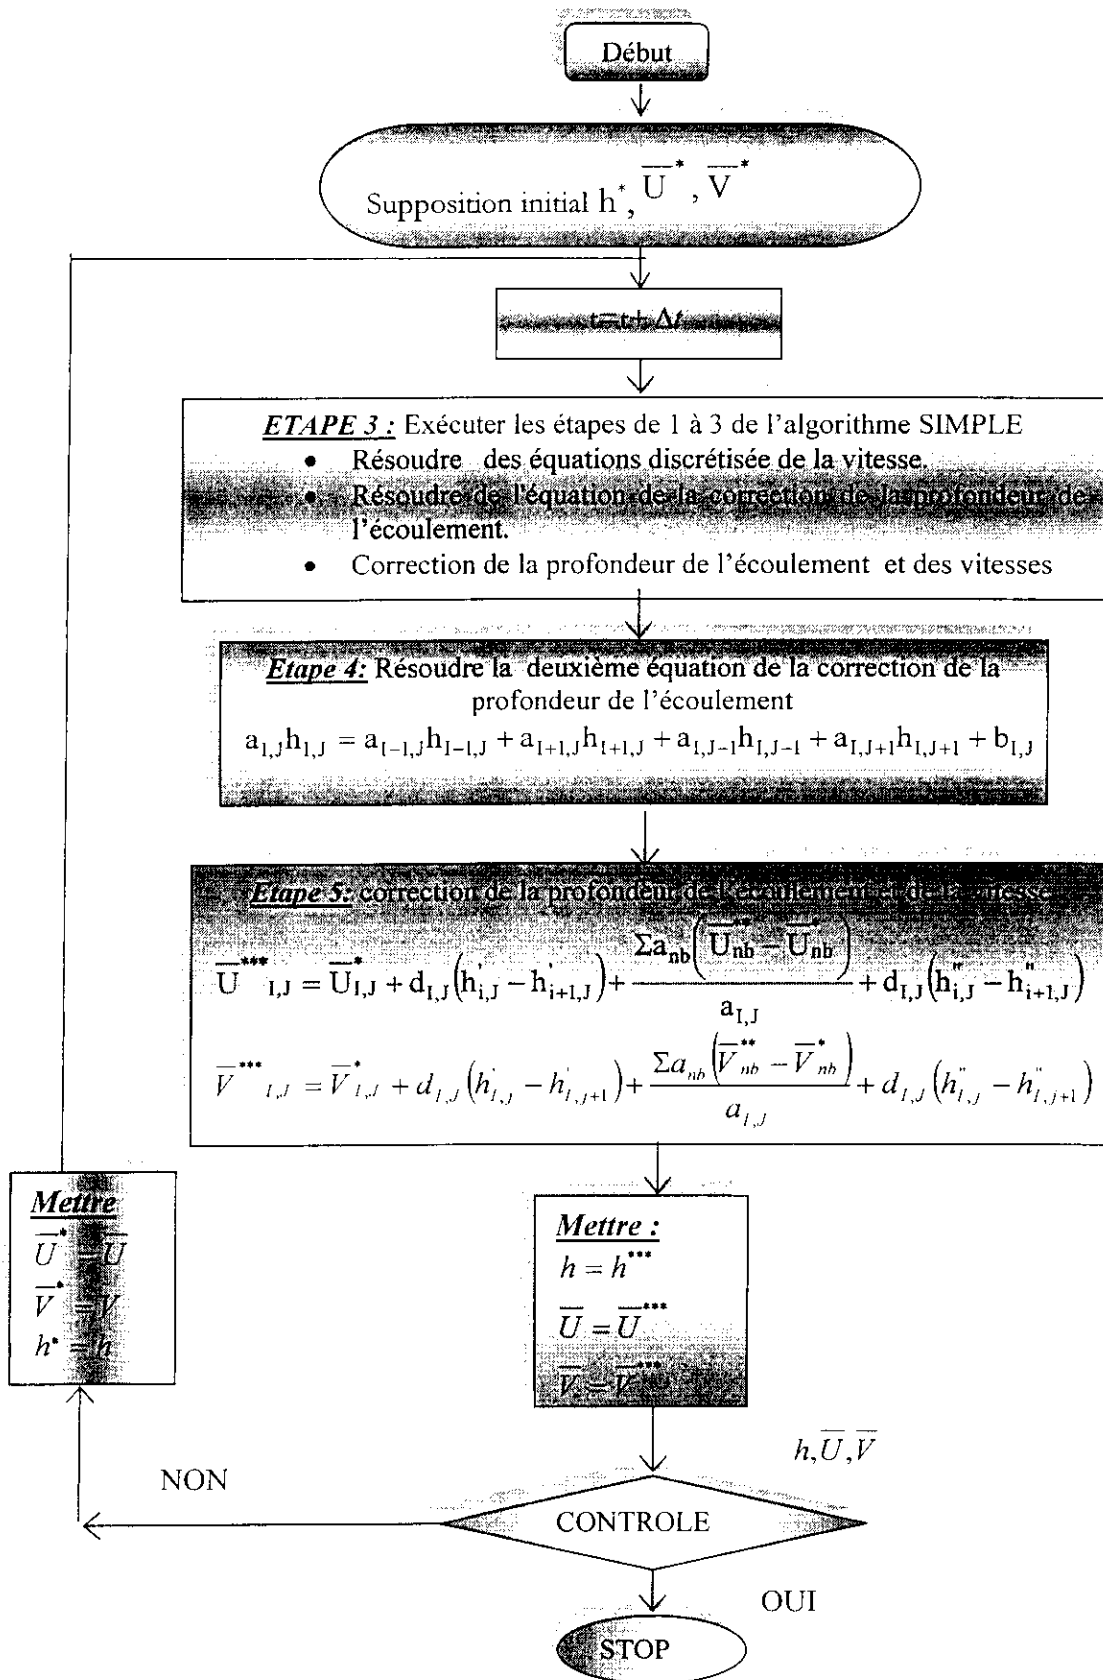 Début
Supposition initial h*, U̅*, V̅*
t=t+ Δt
ETAPE 3 : Exécuter les étapes de 1 à 3 de l'algorithme SIMPLE
• Résoudre des équations discrétisée de la vitesse.
• Résoudre de l'équation de la correction de la profondeur de
l'écoulement.
• Correction de la profondeur de l'écoulement et des vitesses
Etape 4: Résoudre la deuxième équation de la correction de la
profondeur de l'écoulement
a_{I,J}h_{I,J} = a_{I-1,J}h_{I-1,J} + a_{I+1,J}h_{I+1,J} + a_{I,J-1}h_{I,J-1} + a_{I,J+1}h_{I,J+1} + b_{I,J}
Etape 5: correction de la profondeur de l'écoulement et de la vitesse
U̅***_{I,J} = U̅*_{I,J} + d_{I,J}(h'_{i,J} - h'_{i+1,J}) + Σa_{nb}(U̅**_{nb} - U̅*_{nb}) / a_{I,J} + d_{I,J}(h''_{i,J} - h''_{i+1,J})
V̅***_{I,J} = V̅*_{I,J} + d_{I,J}(h'_{I,j} - h'_{I,j+1}) + Σa_{nb}(V̅**_{nb} - V̅*_{nb}) / a_{I,J} + d_{I,J}(h''_{I,j} - h''_{I,j+1})
Mettre
U̅* = U̅
V̅* = V
h* = h
Mettre :
h = h***
U̅ = U̅***
V̅ = V̅***
h, U̅, V̅
NON
CONTROLE
OUI
STOP